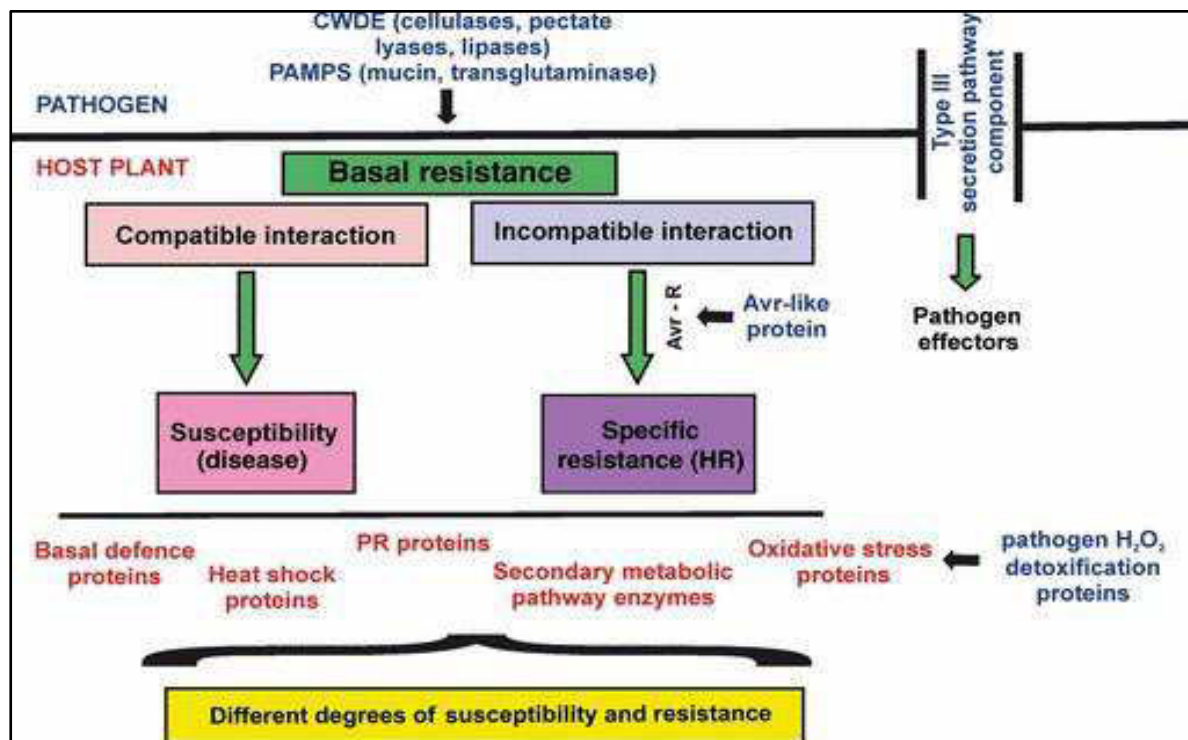 CWDE (cellulases, pectate
lyases, lipases)
PAMPS (mucin, transglutaminase)
PATHOGEN
Type III
secretion pathway
component
HOST PLANT
Basal resistance
Compatible interaction
Incompatible interaction
Avr - R
Avr-like
protein
Pathogen
effectors
Susceptibility
(disease)
Specific
resistance (HR)
Basal defence
proteins
Heat shock
proteins
PR proteins
Secondary metabolic
pathway enzymes
Oxidative stress
proteins
pathogen H₂O₂
detoxification
proteins
Different degrees of susceptibility and resistance